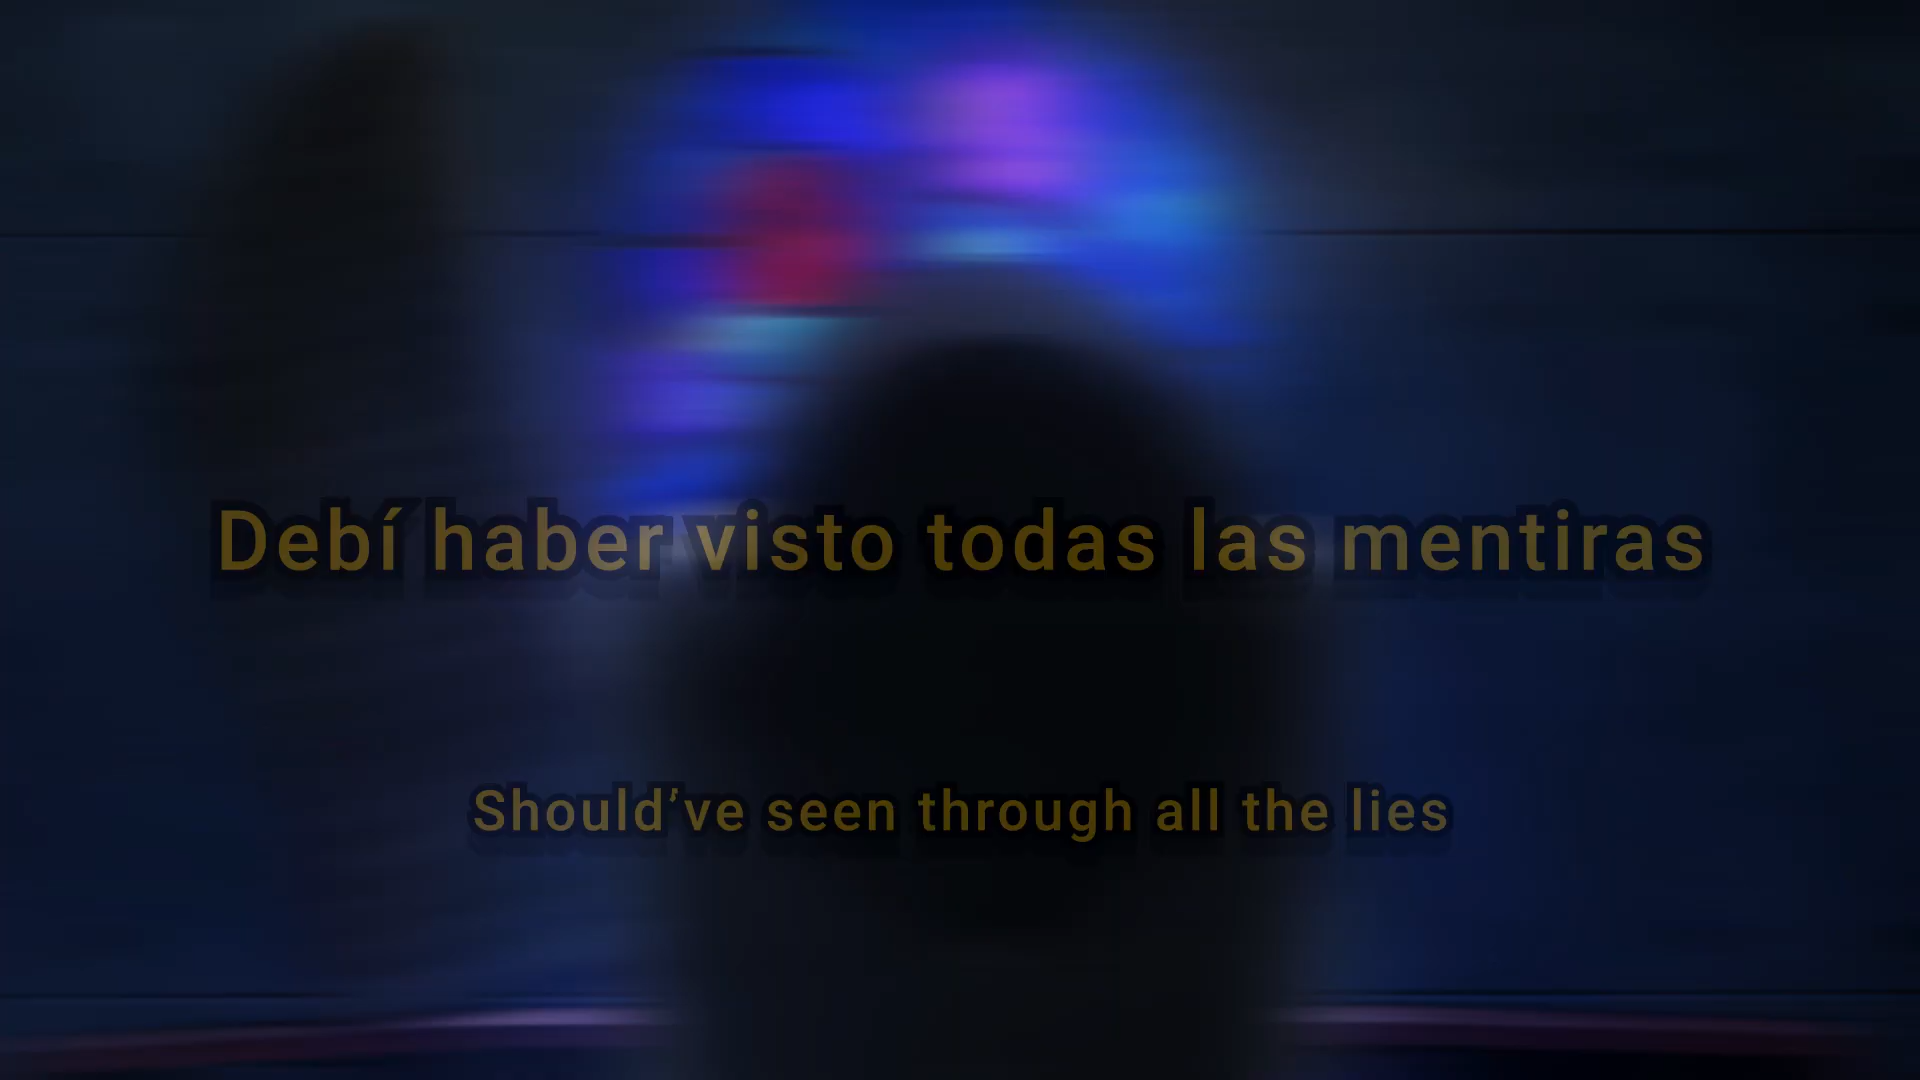 Debí haber visto todas las mentiras
Should've seen through all the lies